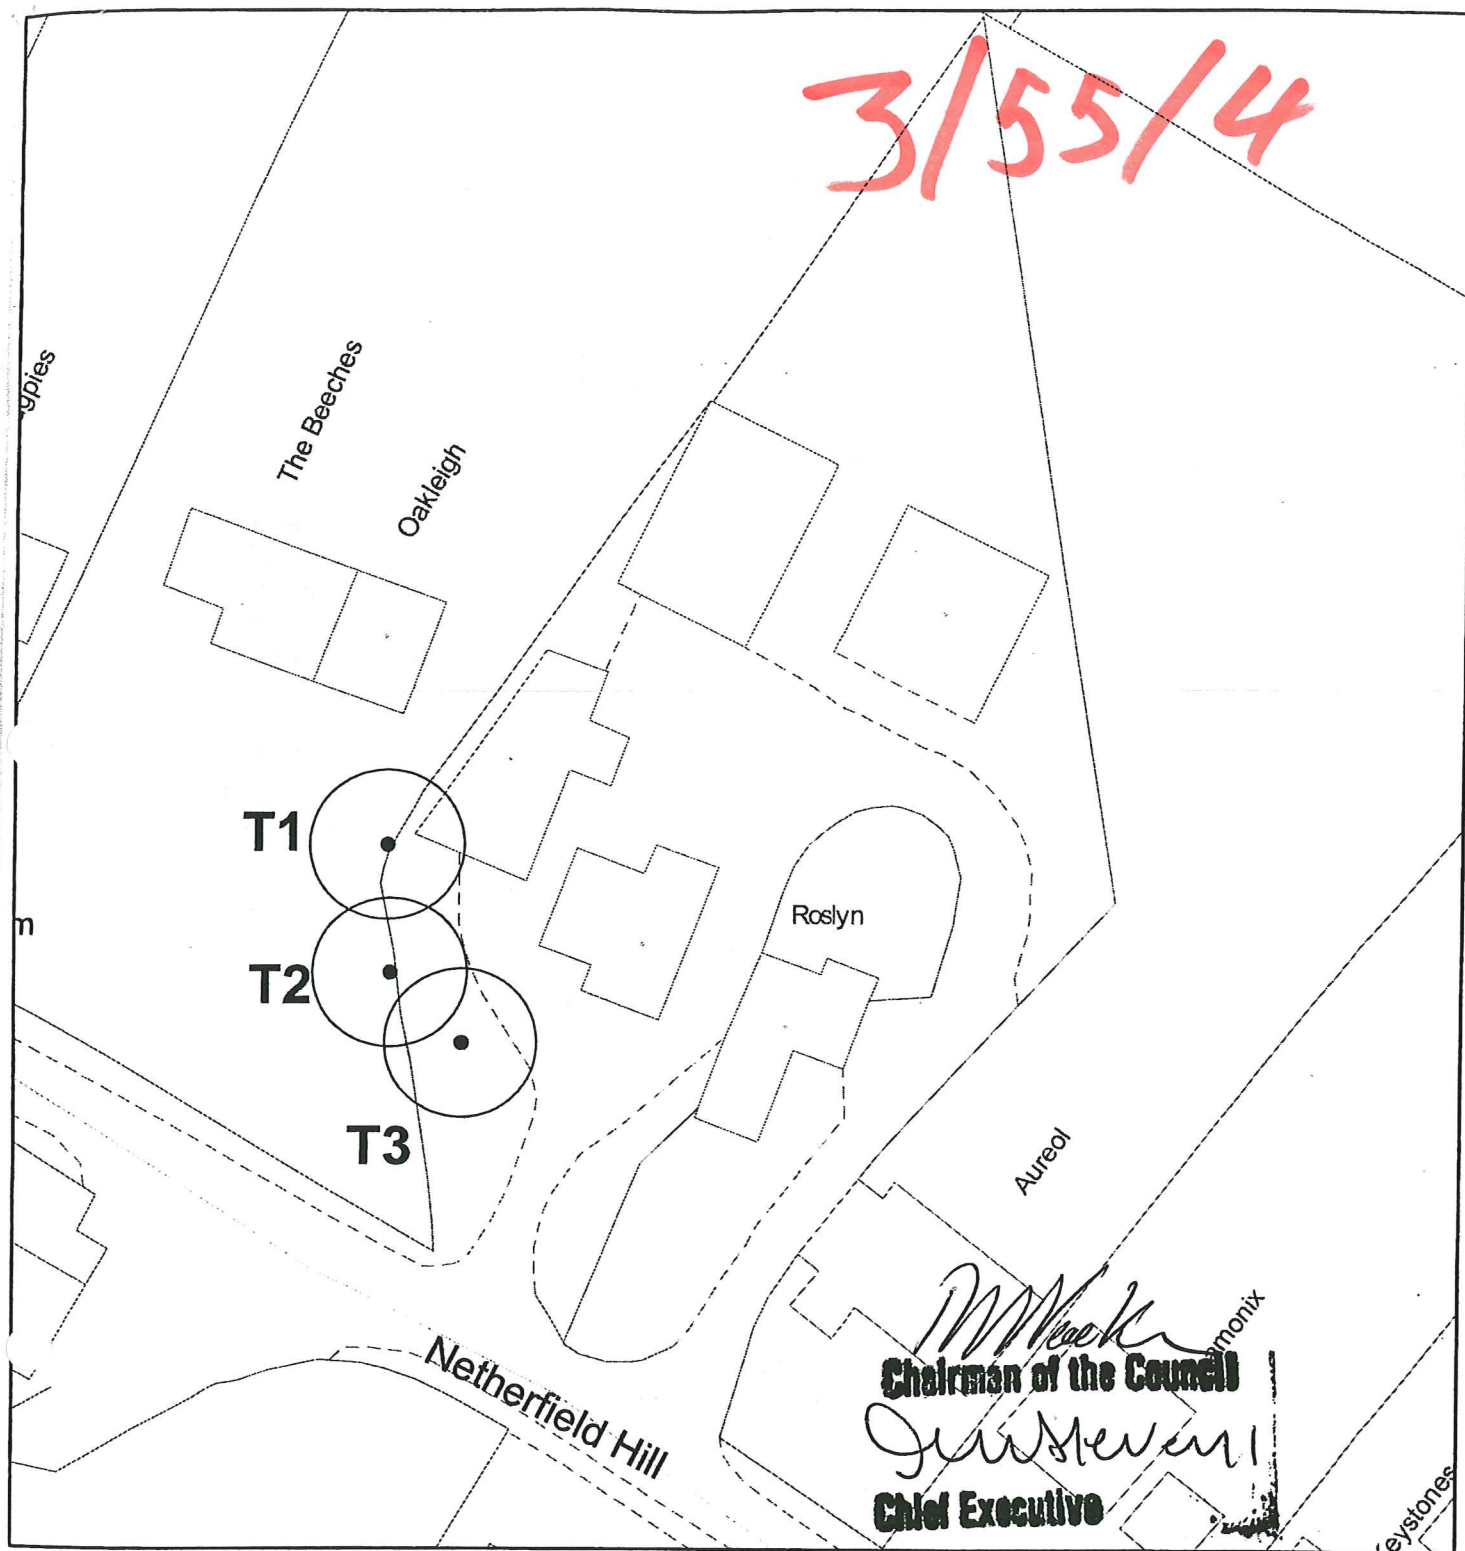 3/55/4
The Beeches
Oakleigh
T1
Roslyn
T2
T3
Aureol
Netherfield Hill
Chairman of the Council
Chief Executive